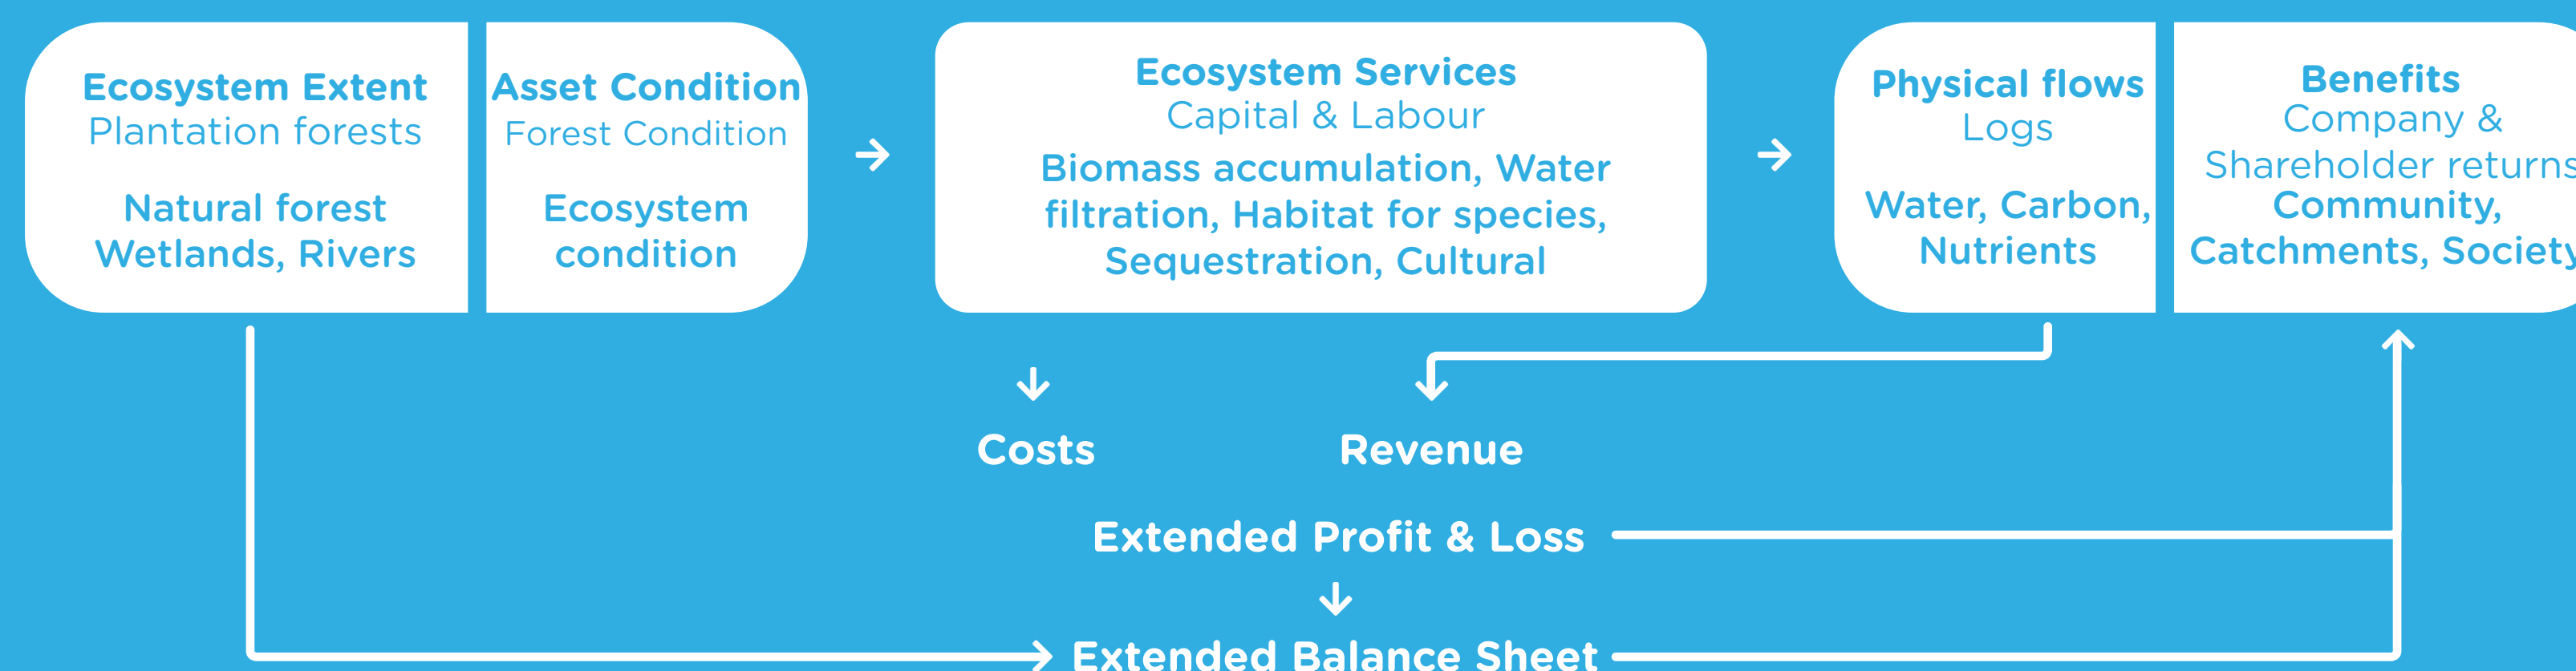 Ecosystem Extent
Plantation forests
Natural forest
Wetlands, Rivers
Asset Condition
Forest Condition
Ecosystem
condition
Ecosystem Services
Capital & Labour
Biomass accumulation, Water
filtration, Habitat for species,
Sequestration, Cultural
Physical flows
Logs
Water, Carbon,
Nutrients
Benefits
Company &
Shareholder returns
Community,
Catchments, Society
Costs
Revenue
Extended Profit & Loss
Extended Balance Sheet